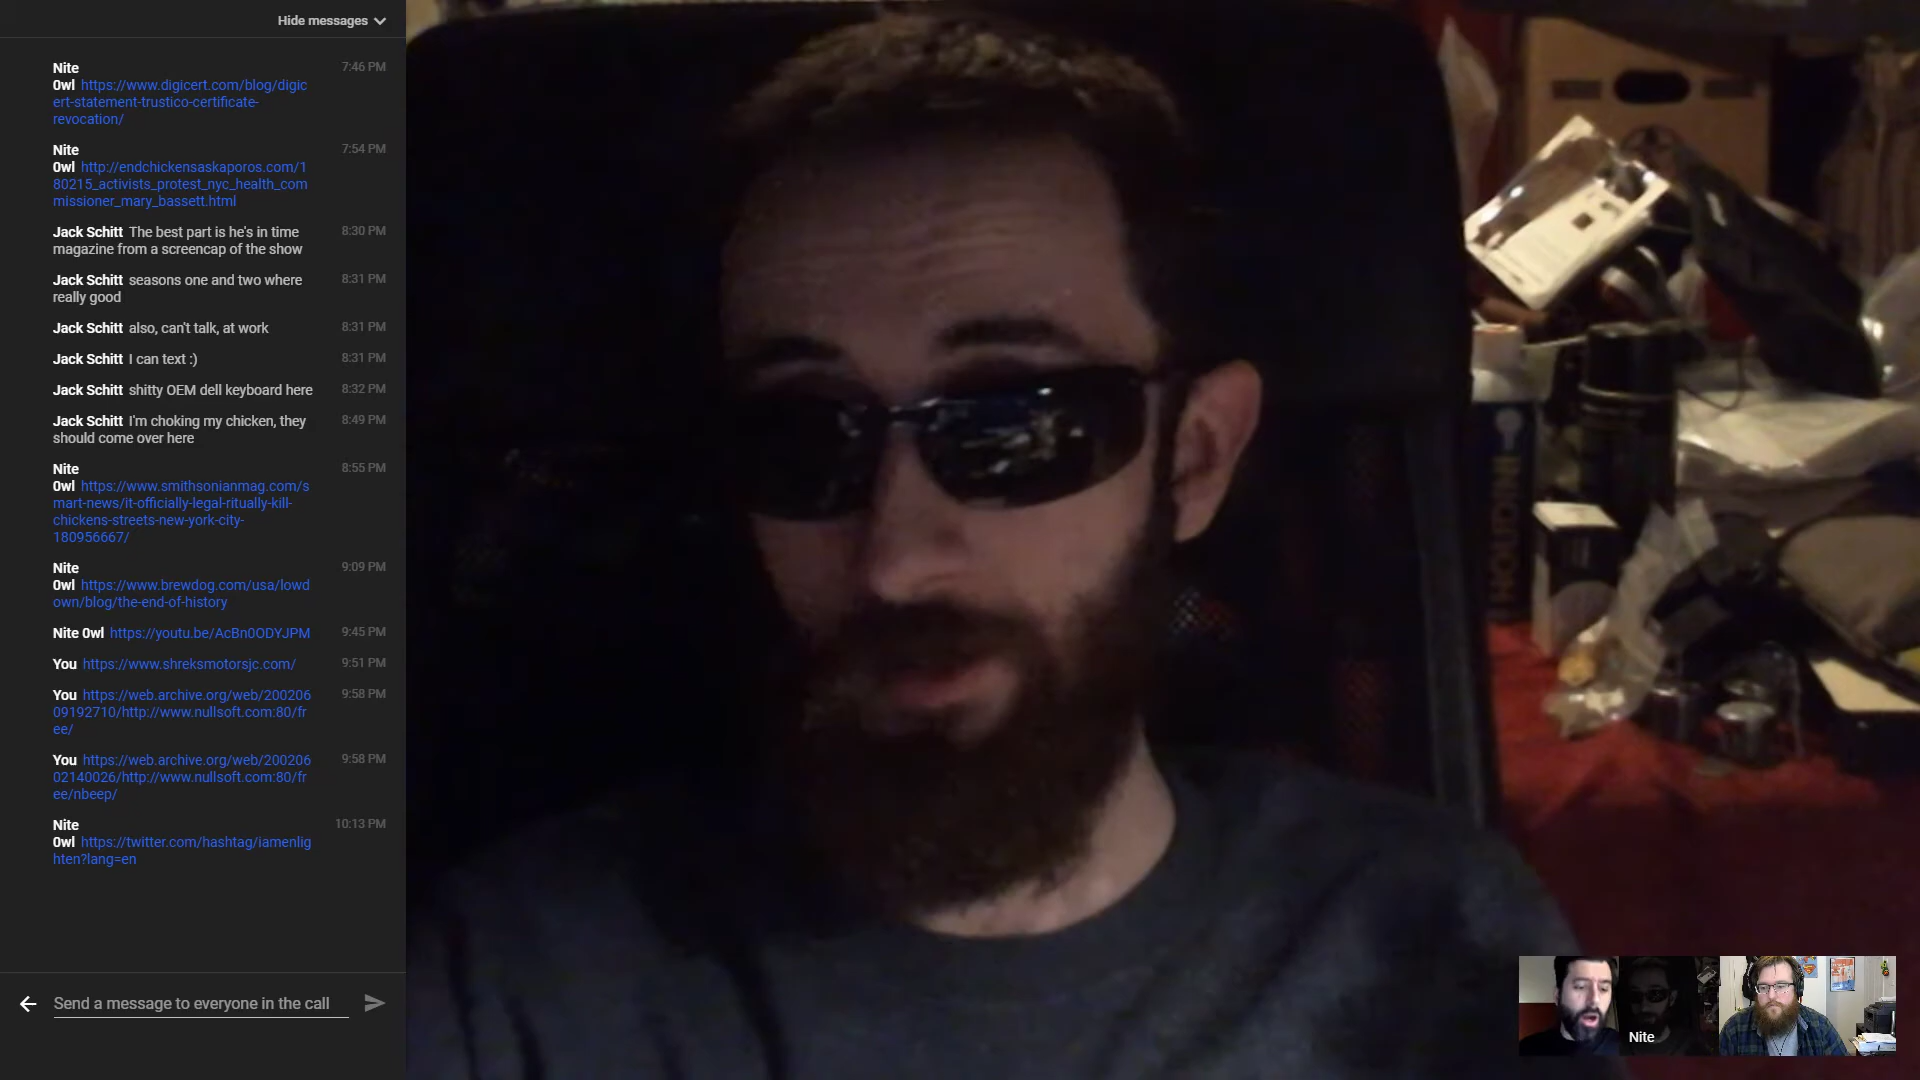 Hide messages
Nite 7:46 PM
0wl https://www.digicert.com/blog/digic
ert-statement-trustico-certificate-
revocation/
Nite 7:54 PM
0wl http://endchickensaskaporos.com/1
80215_activists_protest_nyc_health_com
missioner_mary_bassett.html
Jack Schitt The best part is he's in time 8:30 PM
magazine from a screencap of the show
Jack Schitt seasons one and two where 8:31 PM
really good
Jack Schitt also, can't talk, at work 8:31 PM
Jack Schitt I can text :) 8:31 PM
Jack Schitt shitty OEM dell keyboard here 8:32 PM
Jack Schitt I'm choking my chicken, they 8:49 PM
should come over here
Nite 8:55 PM
0wl https://www.smithsonianmag.com/s
mart-news/it-officially-legal-ritually-kill-
chickens-streets-new-york-city-
180956667/
Nite 9:09 PM
0wl https://www.brewdog.com/usa/lowd
own/blog/the-end-of-history
Nite 0wl https://youtu.be/AcBn0ODYJPM 9:45 PM
You https://www.shreksmotorsjc.com/ 9:51 PM
You https://web.archive.org/web/200206 9:58 PM
09192710/http://www.nullsoft.com:80/fr
ee/
You https://web.archive.org/web/200206 9:58 PM
02140026/http://www.nullsoft.com:80/fr
ee/nbeep/
Nite 10:13 PM
0wl https://twitter.com/hashtag/iamenlig
hten?lang=en
Send a message to everyone in the call
HOUDINI
Nite